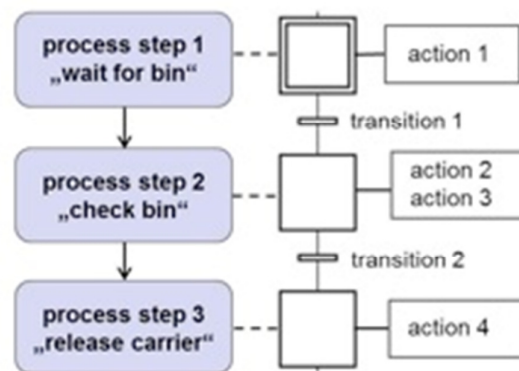 process step 1
„wait for bin“
action 1
transition 1
process step 2
„check bin“
action 2
action 3
transition 2
process step 3
„release carrier“
action 4